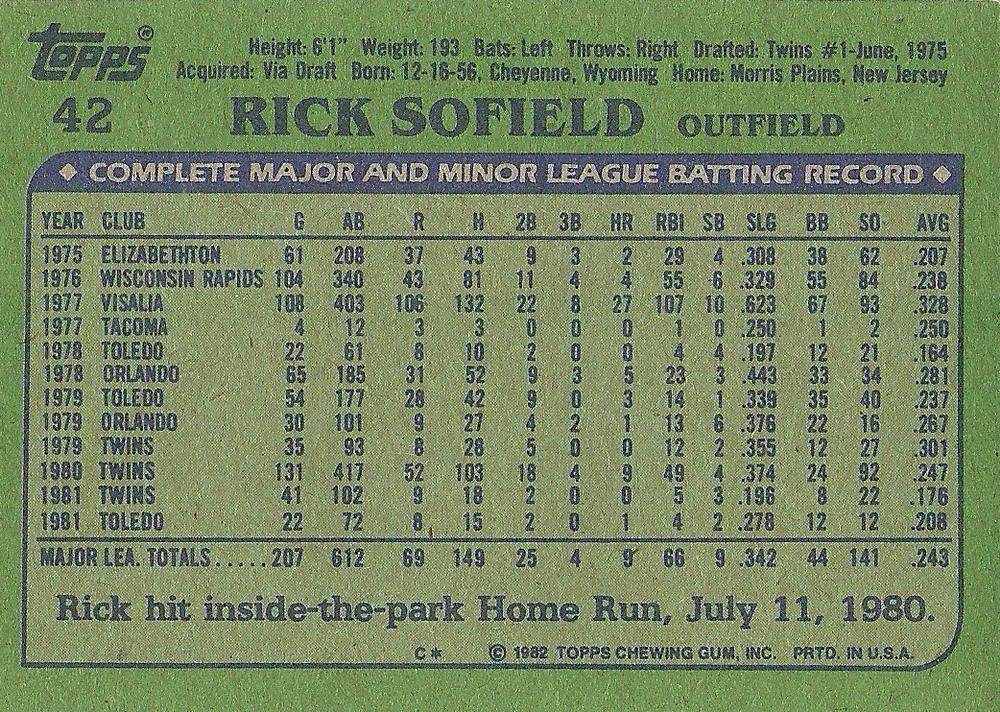 Topps®
Height: 6'1" Weight: 193 Bats: Left Throws: Right Drafted: Twins #1-June, 1975
Acquired: Via Draft Born: 12-16-56, Cheyenne, Wyoming Home: Morris Plains, New Jersey
42 RICK SOFIELD OUTFIELD
◆ COMPLETE MAJOR AND MINOR LEAGUE BATTING RECORD ◆
YEAR CLUB G AB R H 2B 3B HR RBI SB SLG BB SO AVG
1975 ELIZABETHTON 61 208 37 43 9 3 2 29 4 .308 38 62 .207
1976 WISCONSIN RAPIDS 104 340 43 81 11 4 4 55 6 .329 55 84 .238
1977 VISALIA 108 403 106 132 22 8 27 107 10 .623 67 93 .328
1977 TACOMA 4 12 3 3 0 0 0 1 0 .250 1 2 .250
1978 TOLEDO 22 61 8 10 2 0 0 4 4 .197 12 21 .164
1978 ORLANDO 65 185 31 52 9 3 5 23 3 .443 33 34 .281
1979 TOLEDO 54 177 28 42 9 0 3 14 1 .339 35 40 .237
1979 ORLANDO 30 101 9 27 4 2 1 13 6 .376 22 16 .267
1979 TWINS 35 93 8 28 5 0 0 12 2 .355 12 27 .301
1980 TWINS 131 417 52 103 18 4 9 49 4 .374 24 92 .247
1981 TWINS 41 102 9 18 2 0 0 5 3 .196 8 22 .176
1981 TOLEDO 22 72 8 15 2 0 1 4 2 .278 12 12 .208
MAJOR LEA. TOTALS.....207 612 69 149 25 4 9 66 9 .342 44 141 .243
Rick hit inside-the-park Home Run, July 11, 1980.
C* © 1982 TOPPS CHEWING GUM, INC. PRTD. IN U.S.A.